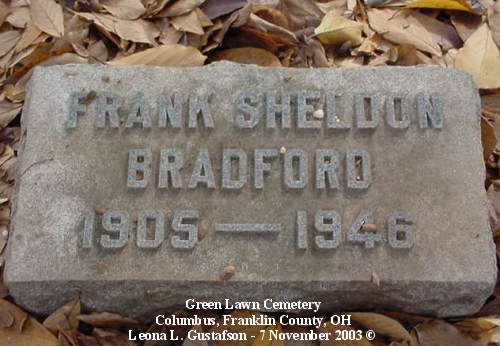 FRANK SHELDON
BRADFORD
1905 — 1946
Green Lawn Cemetery
Columbus, Franklin County, OH
Leona L. Gustafson - 7 November 2003 ©